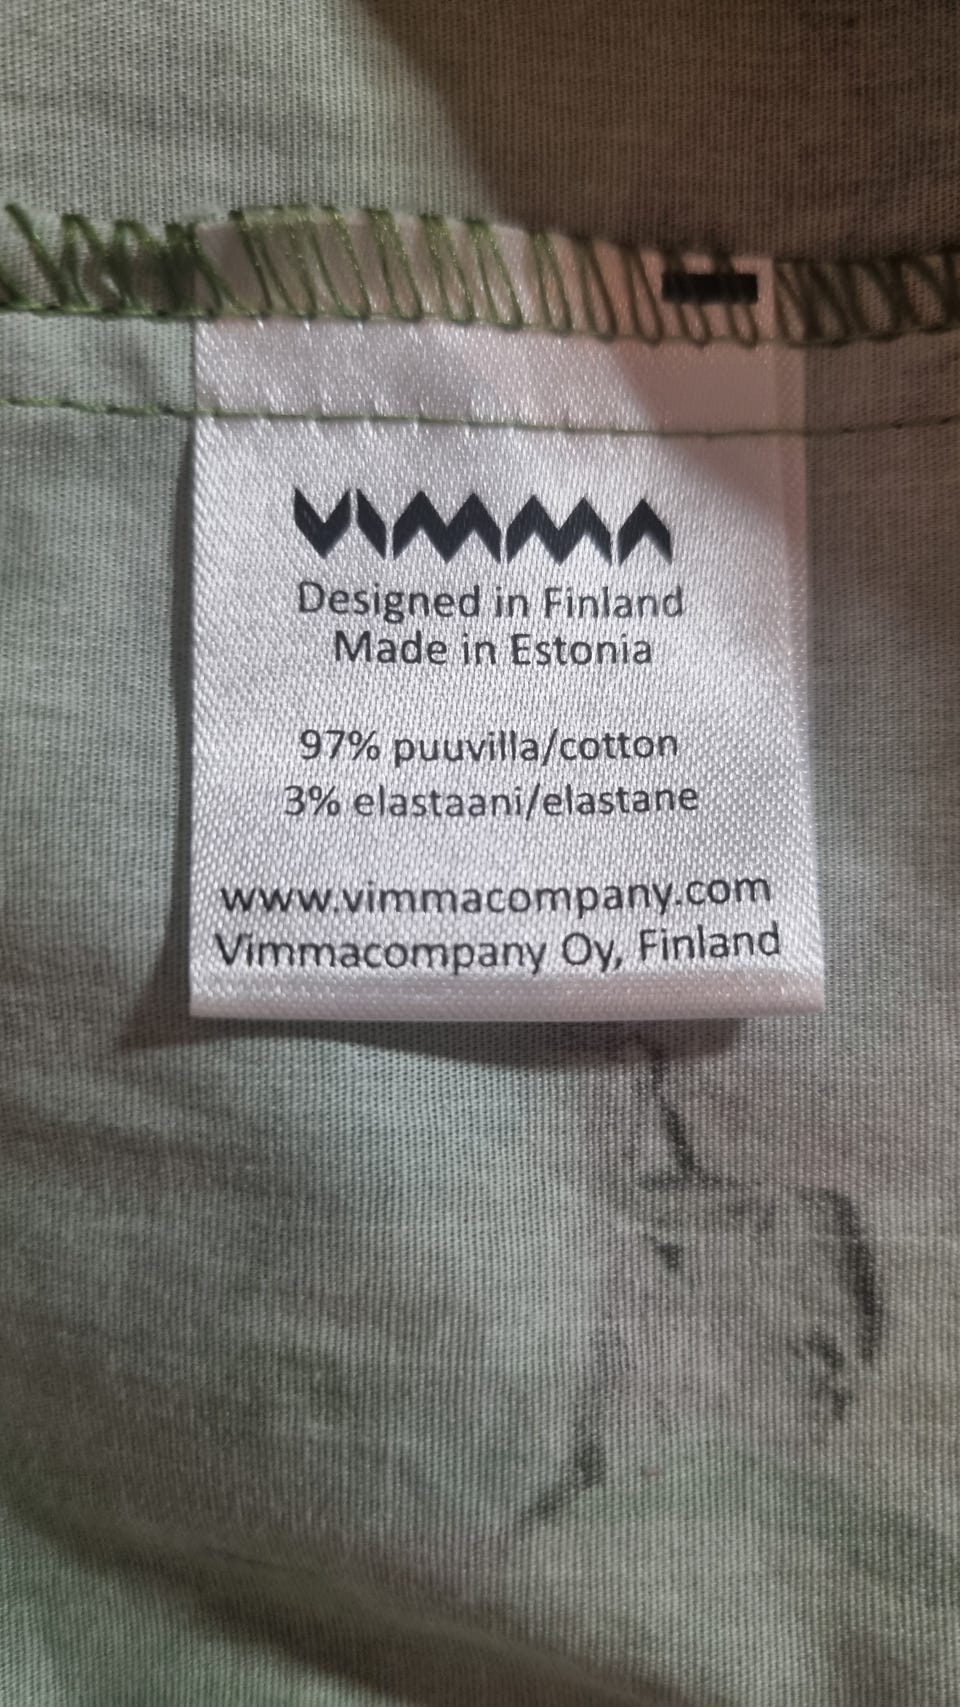 VIMMA
Designed in Finland
Made in Estonia
97% puuvilla/cotton
3% elastaani/elastane
www.vimmacompany.com
Vimmacompany Oy, Finland